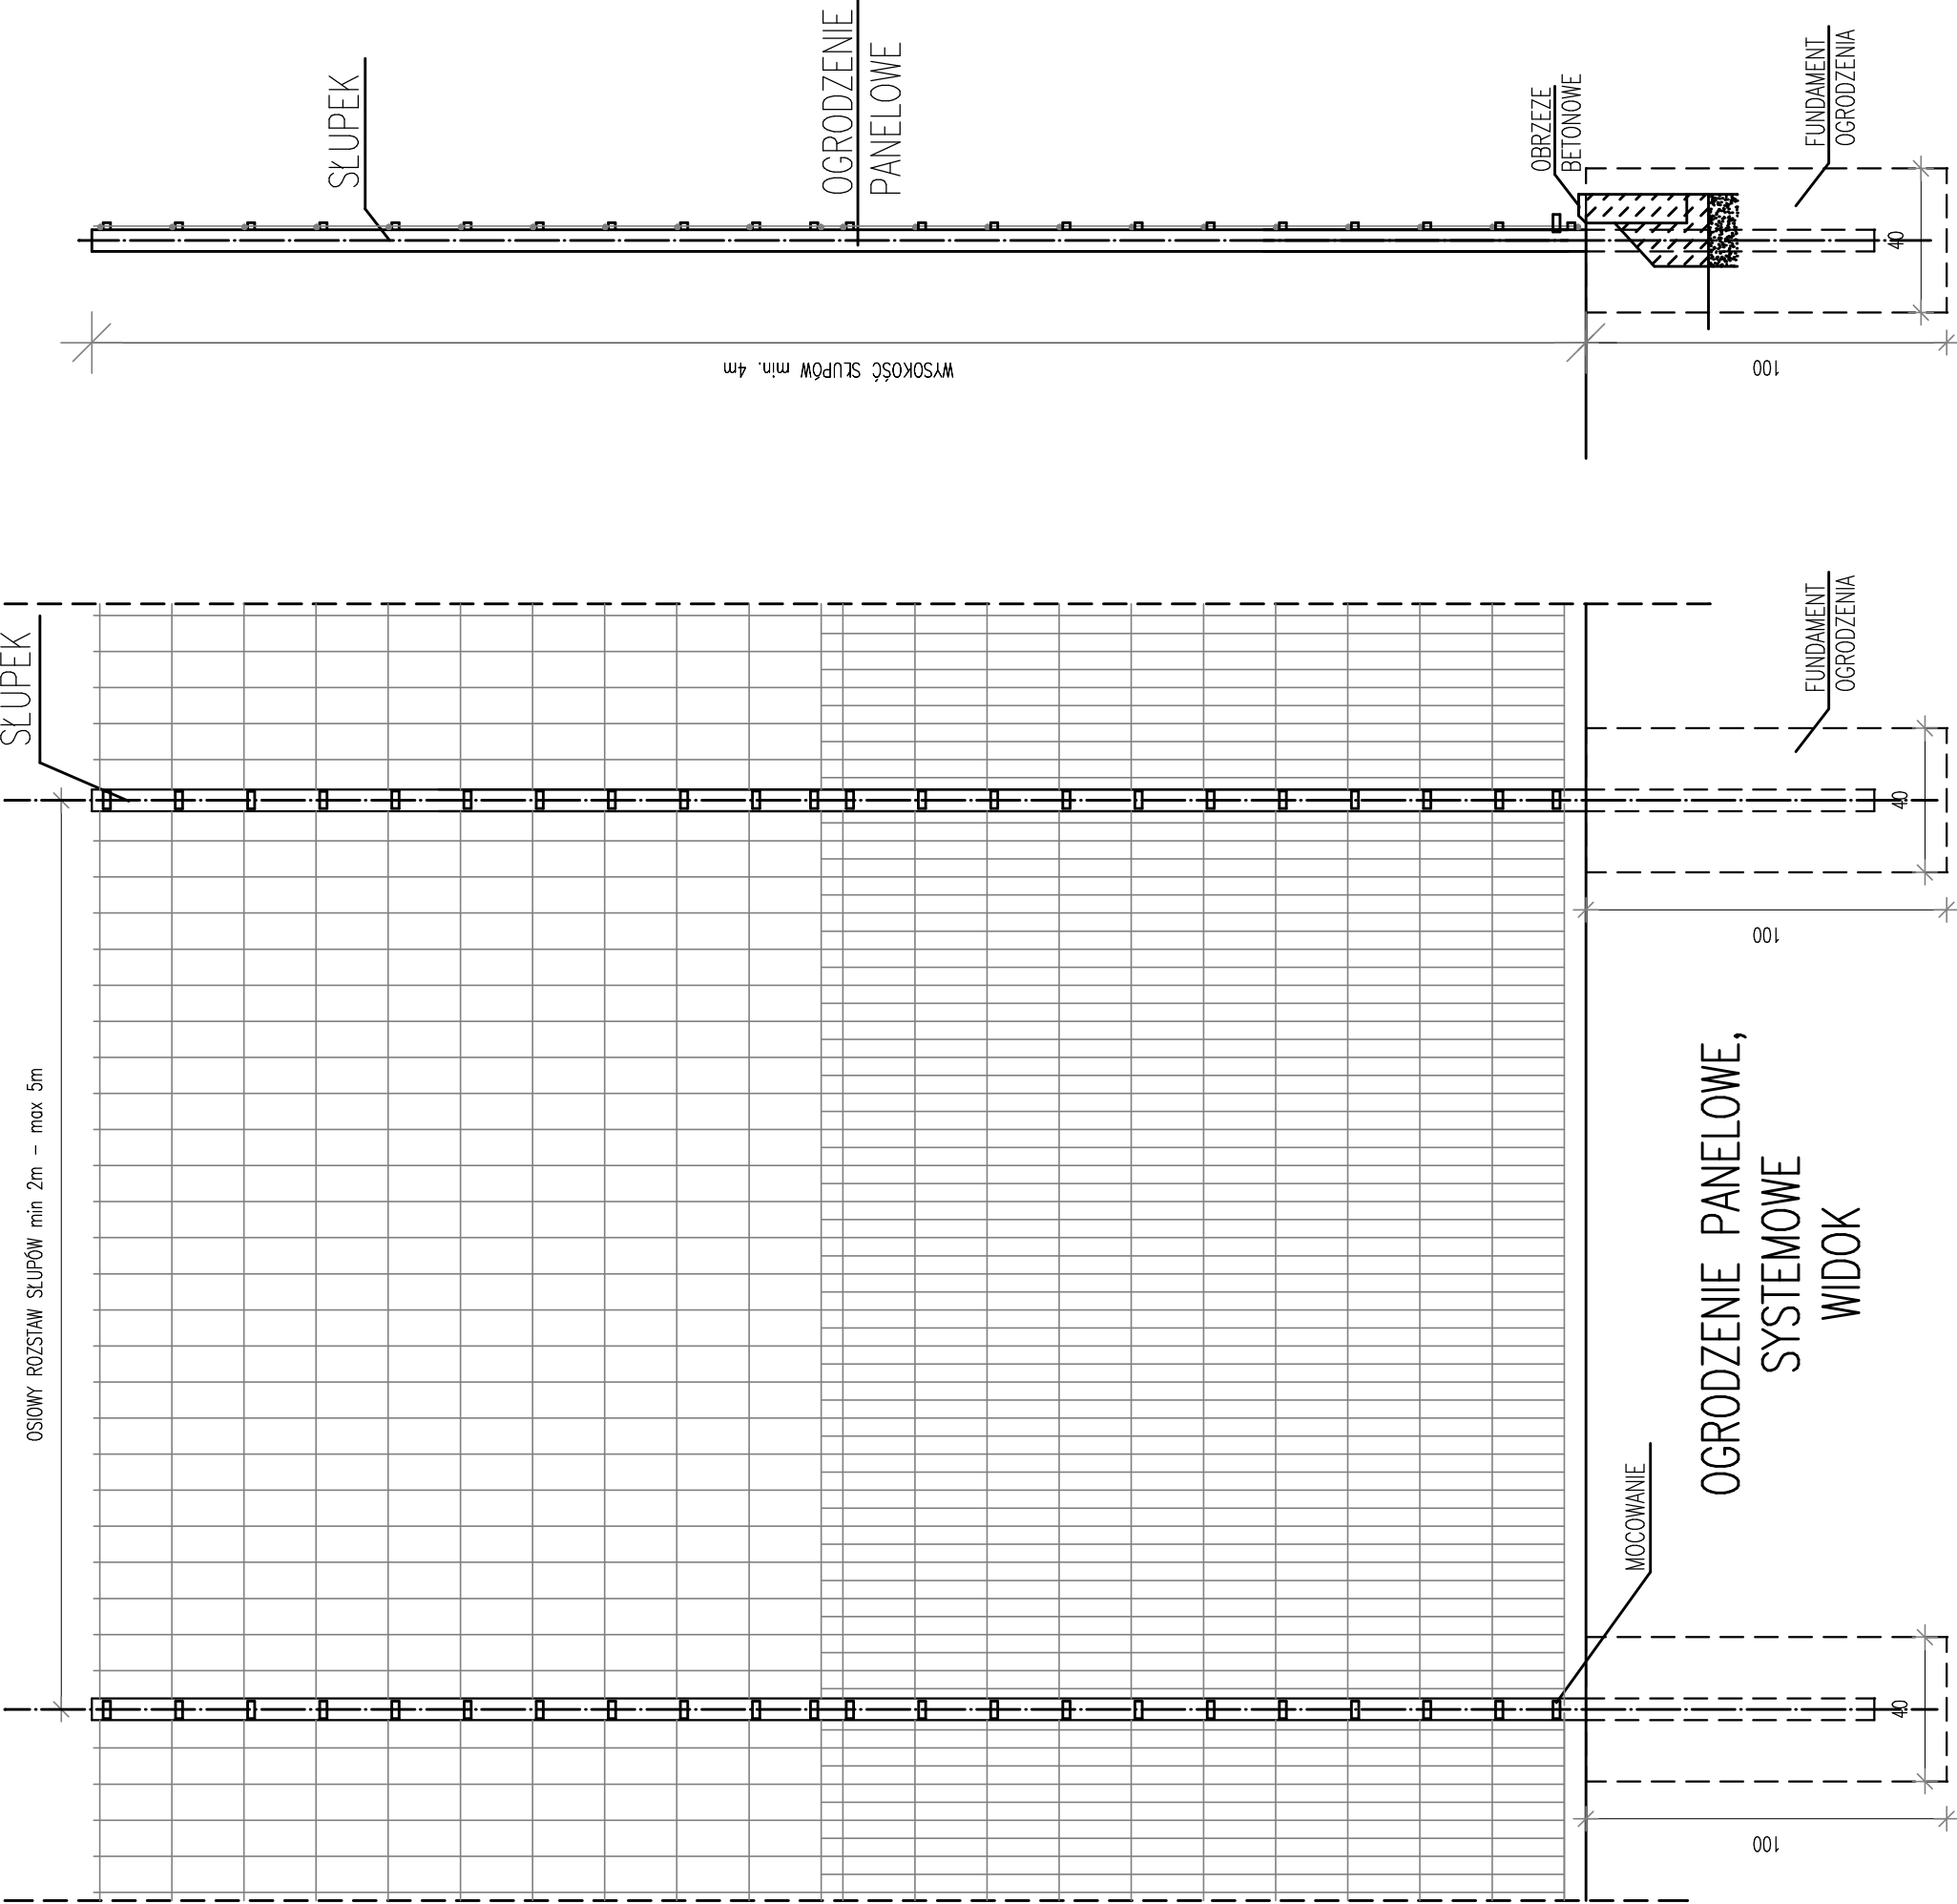 SŁUPEK
OSIOWY ROZSTAW SŁUPÓW min 2m - max 5m
SŁUPEK
OGRODZENIE
PANELOWE
WYSOKOŚĆ SŁUPÓW min. 4m
OBRZEZE
BETONOWE
FUNDAMENT
OGRODZENIA
40
100
FUNDAMENT
OGRODZENIA
40
100
MOCOWANIE
40
100
OGRODZENIE PANELOWE,
SYSTEMOWE
WIDOK